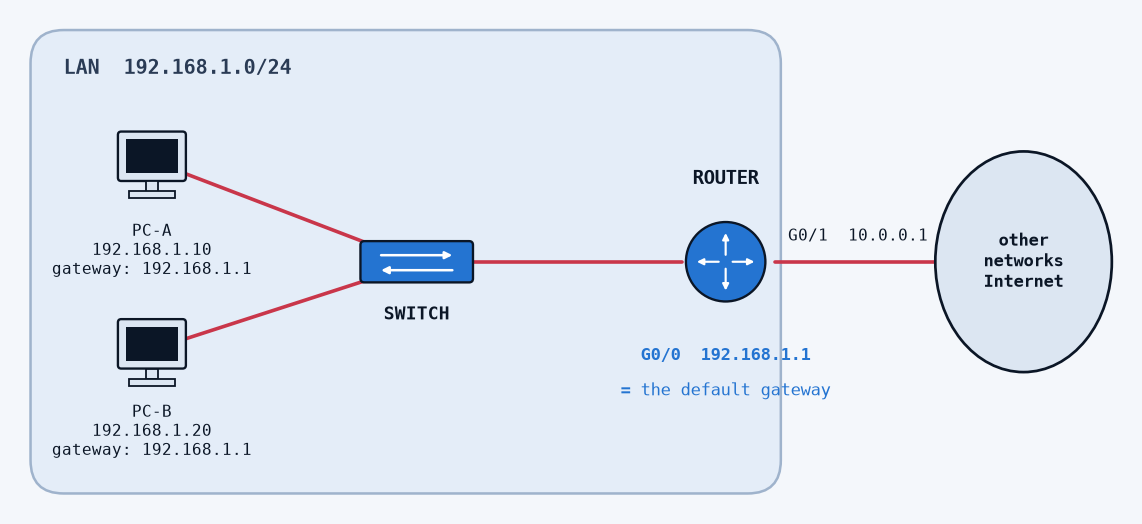 LAN  192.168.1.0/24
PC-A
192.168.1.10
gateway: 192.168.1.1
PC-B
192.168.1.20
gateway: 192.168.1.1
SWITCH
ROUTER
G0/0  192.168.1.1
= the default gateway
G0/1  10.0.0.1
other
networks
Internet